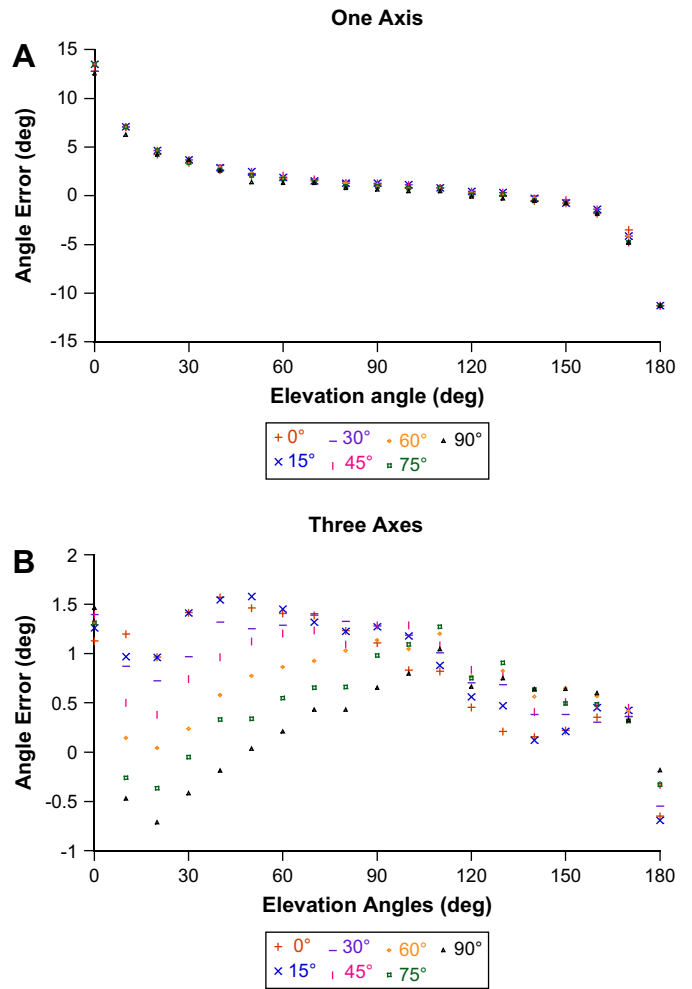 One Axis
A
Angle Error (deg)
15
10
5
0
-5
-10
-15
0 30 60 90 120 150 180
Elevation angle (deg)
+ 0° – 30° 60° 90°
× 15° | 45° 75°
Three Axes
B
Angle Error (deg)
2
1.5
1
0.5
0
-0.5
-1
0 30 60 90 120 150 180
Elevation Angles (deg)
+ 0° – 30° 60° 90°
× 15° | 45° 75°